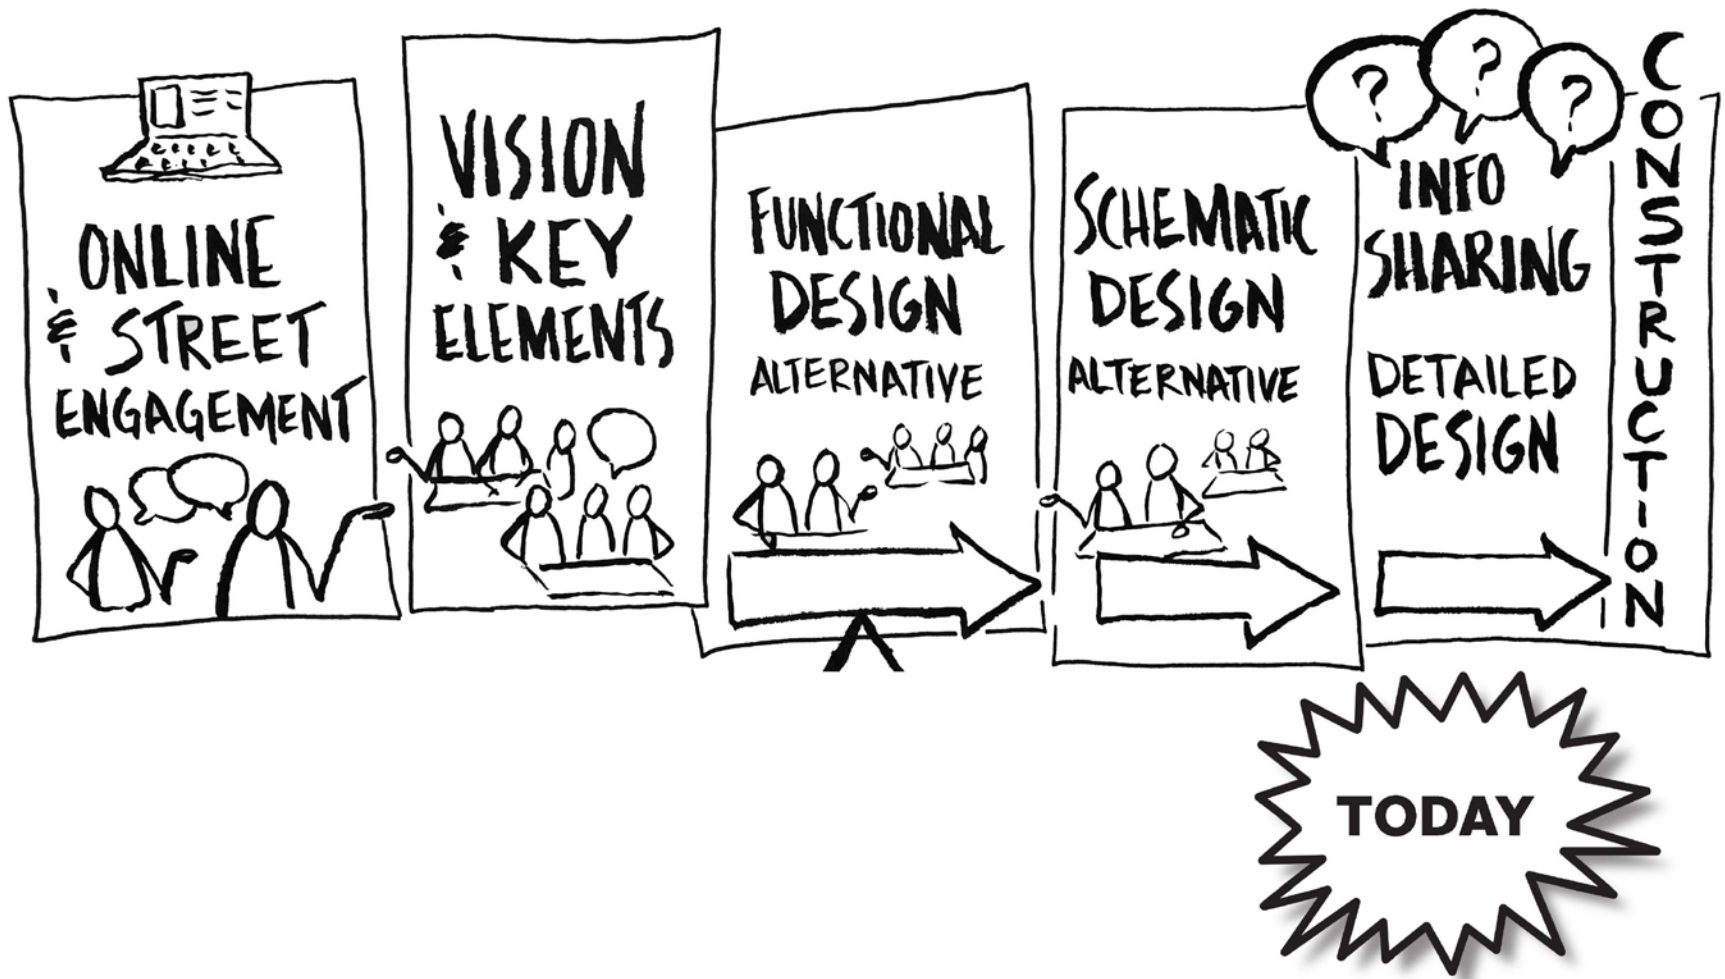 ONLINE
& STREET
ENGAGEMENT
VISION
& KEY
ELEMENTS
FUNCTIONAL
DESIGN
ALTERNATIVE
SCHEMATIC
DESIGN
ALTERNATIVE
? ? ?
INFO
SHARING
DETAILED
DESIGN
CONSTRUCTION
TODAY